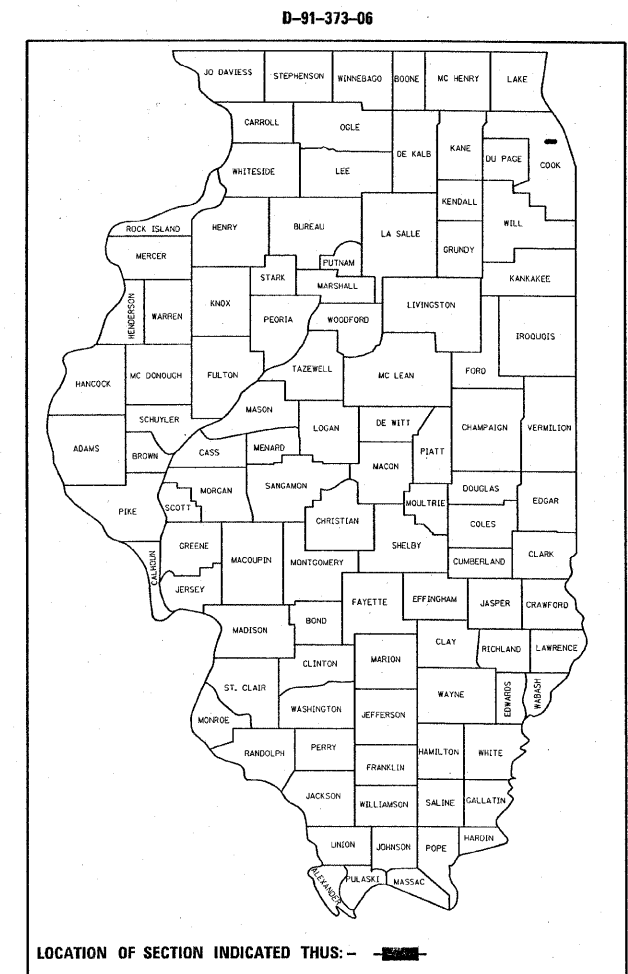 D-91-373-06
JO DAVIESS STEPHENSON WINNEBAGO BOONE MC HENRY LAKE
CARROLL OGLE DE KALB KANE DU PAGE COOK
WHITESIDE LEE KENDALL WILL
ROCK ISLAND HENRY BUREAU LA SALLE GRUNDY
MERCER PUTNAM KANKAKEE
HENDERSON WARREN KNOX STARK MARSHALL LIVINGSTON
PEORIA WOODFORD IROQUOIS
HANCOCK MC DONOUGH FULTON TAZEWELL MC LEAN FORD
SCHUYLER MASON LOGAN DE WITT CHAMPAIGN VERMILION
ADAMS BROWN CASS MENARD PIATT
MACON
PIKE SCOTT MORGAN SANGAMON MOULTRIE DOUGLAS EDGAR
CHRISTIAN COLES
CALHOUN GREENE MACOUPIN MONTGOMERY SHELBY CUMBERLAND CLARK
JERSEY FAYETTE EFFINGHAM JASPER CRAWFORD
MADISON BOND
CLINTON MARION CLAY RICHLAND LAWRENCE
ST. CLAIR WASHINGTON WAYNE EDWARDS WABASH
MONROE JEFFERSON
RANDOLPH PERRY HAMILTON WHITE
FRANKLIN
JACKSON WILLIAMSON SALINE GALLATIN
UNION JOHNSON POPE HARDIN
ALEXANDER PULASKI MASSAC
LOCATION OF SECTION INDICATED THUS: -